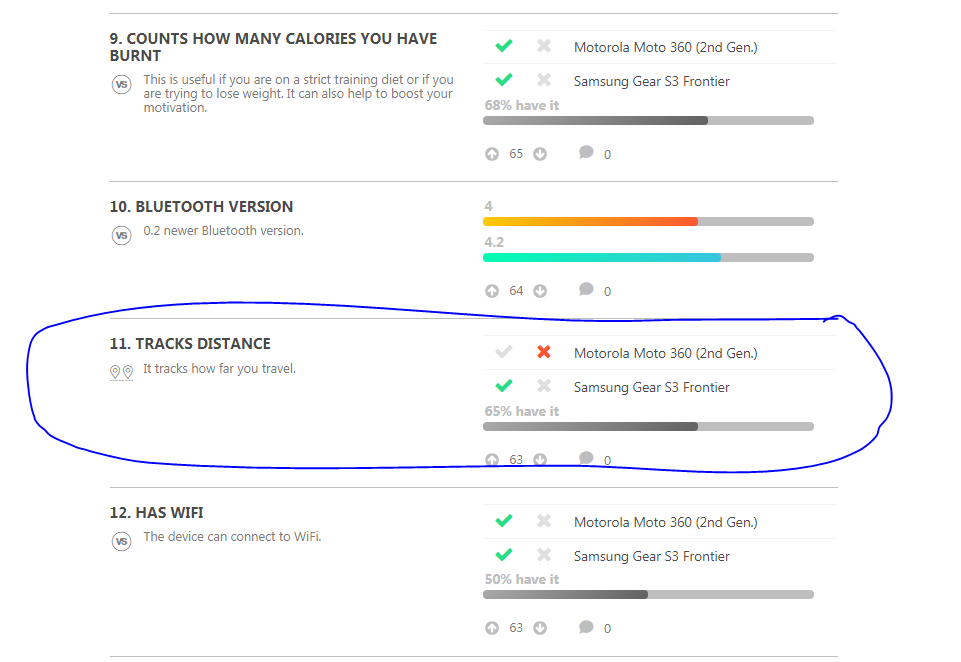 9. COUNTS HOW MANY CALORIES YOU HAVE
BURNT
VS
This is useful if you are on a strict training diet or if you
are trying to lose weight. It can also help to boost your
motivation.
Motorola Moto 360 (2nd Gen.)
Samsung Gear S3 Frontier
68% have it
65 0
10. BLUETOOTH VERSION
VS
0.2 newer Bluetooth version.
4
4.2
64 0
11. TRACKS DISTANCE
It tracks how far you travel.
Motorola Moto 360 (2nd Gen.)
Samsung Gear S3 Frontier
65% have it
63 0
12. HAS WIFI
VS
The device can connect to WiFi.
Motorola Moto 360 (2nd Gen.)
Samsung Gear S3 Frontier
50% have it
63 0